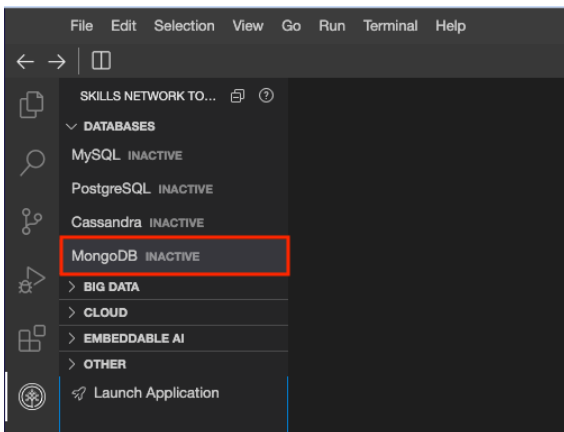 File Edit Selection View Go Run Terminal Help
SKILLS NETWORK TO...
DATABASES
MySQL INACTIVE
PostgreSQL INACTIVE
Cassandra INACTIVE
MongoDB INACTIVE
BIG DATA
CLOUD
EMBEDDABLE AI
OTHER
Launch Application